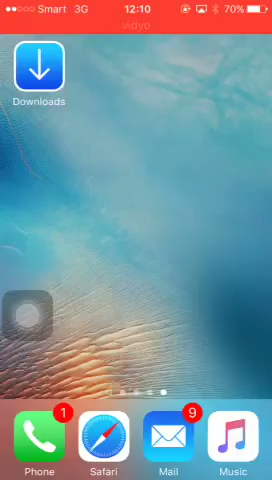 Smart 3G 12:10 70%
vidyo
Downloads
1 9
Phone Safari Mail Music